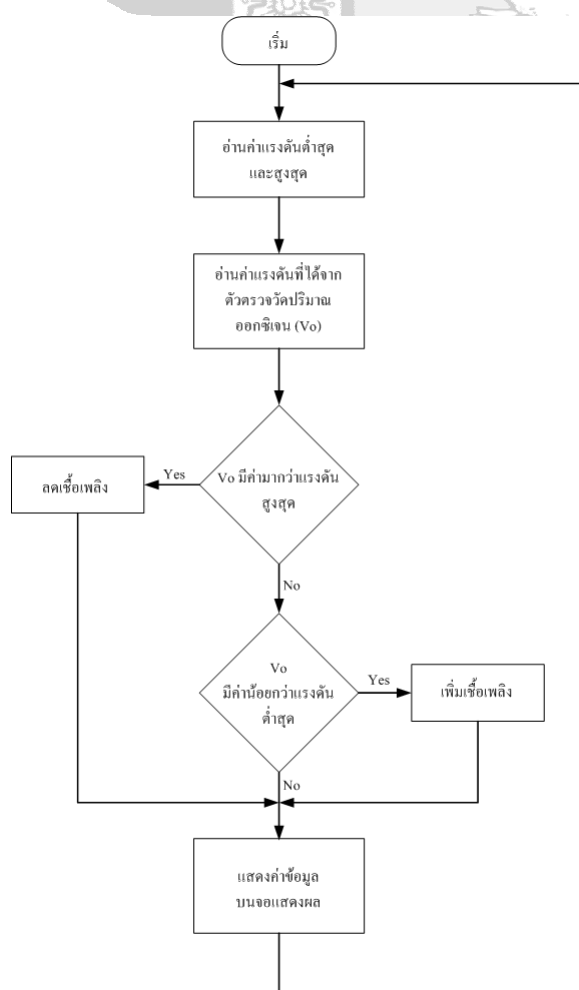 เริ่ม
อ่านค่าแรงดันต่ำสุด
และสูงสุด
อ่านค่าแรงดันที่ได้จาก
ตัวตรวจวัดปริมาณ
ออกซิเจน (Vo)
Vo มีค่ามากว่าแรงดัน
สูงสุด
Yes
ลดเชื้อเพลิง
No
Vo
มีค่าน้อยกว่าแรงดัน
ต่ำสุด
Yes
เพิ่มเชื้อเพลิง
No
แสดงค่าข้อมูล
บนจอแสดงผล